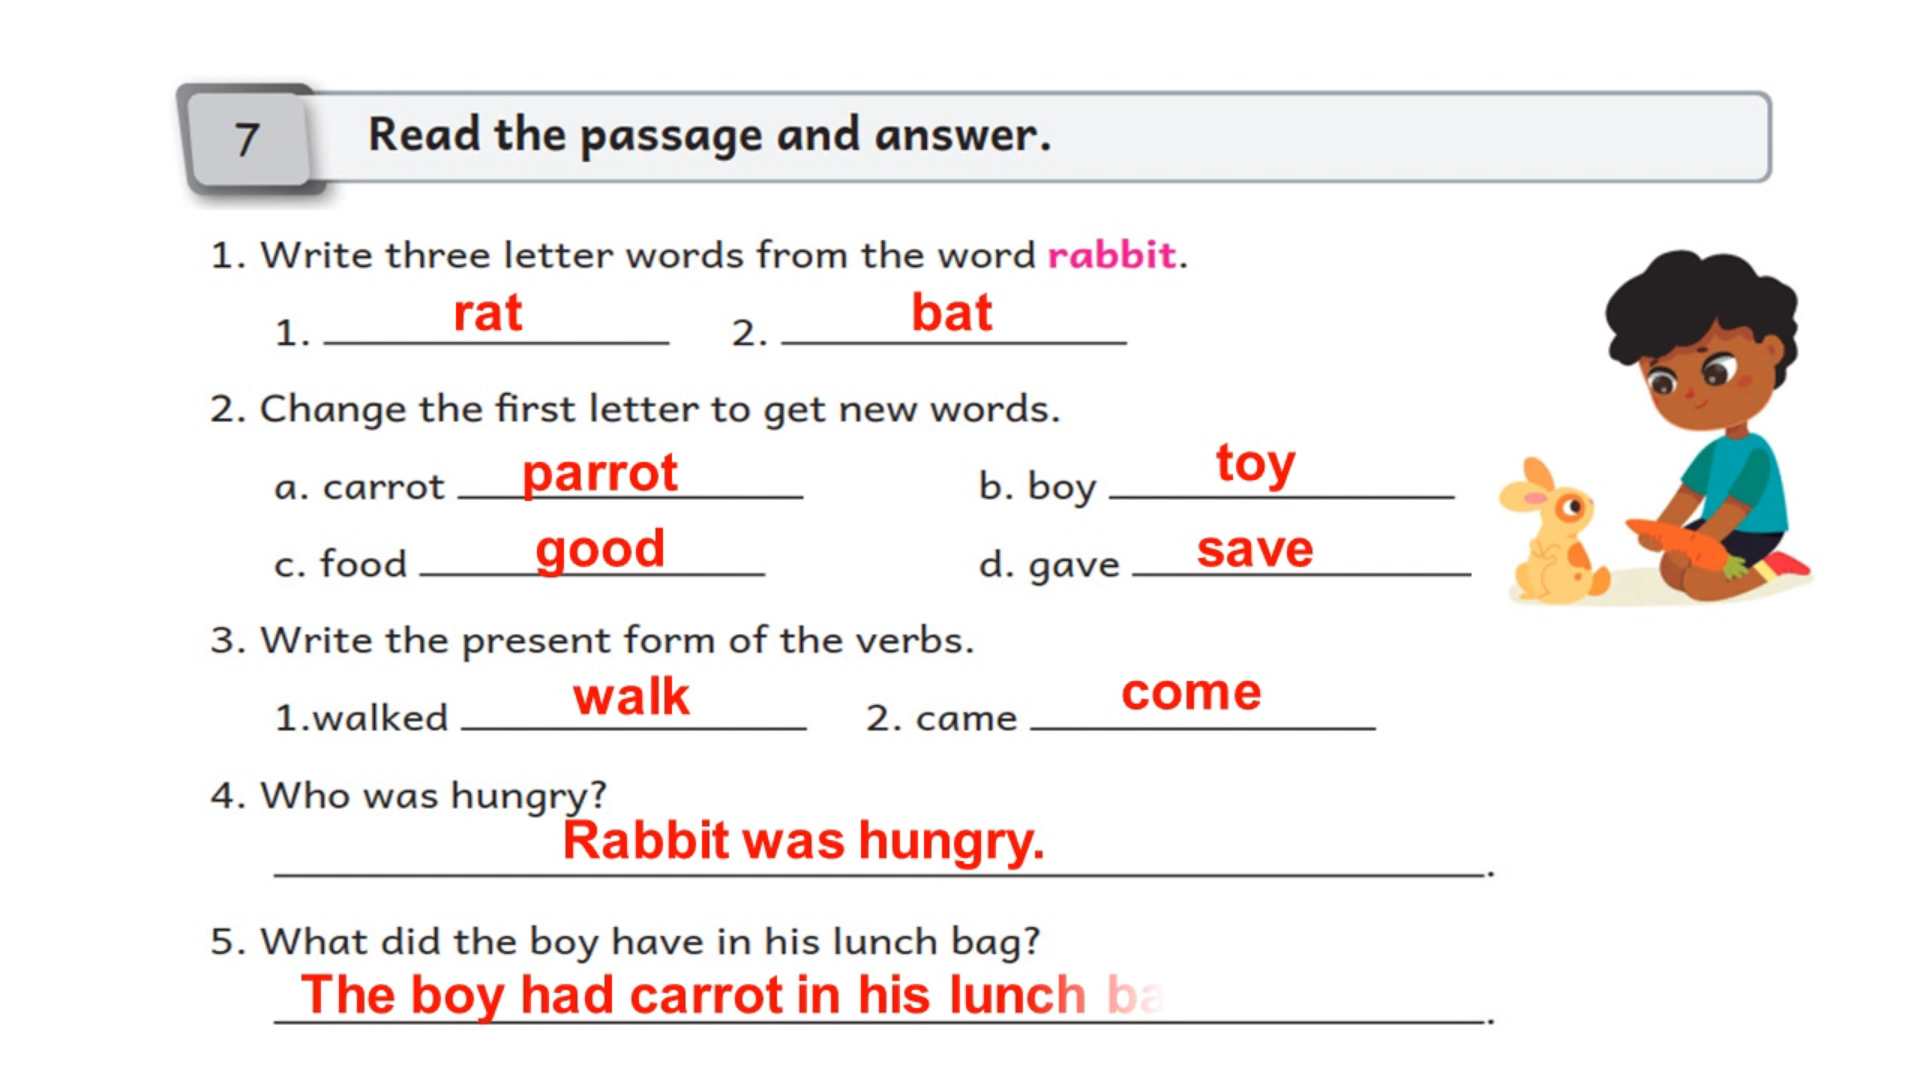 7 Read the passage and answer.
1. Write three letter words from the word rabbit.
1. rat 2. bat
2. Change the first letter to get new words.
a. carrot parrot b. boy toy
c. food good d. gave save
3. Write the present form of the verbs.
1.walked walk 2. came come
4. Who was hungry?
Rabbit was hungry. .
5. What did the boy have in his lunch bag?
The boy had carrot in his lunch .